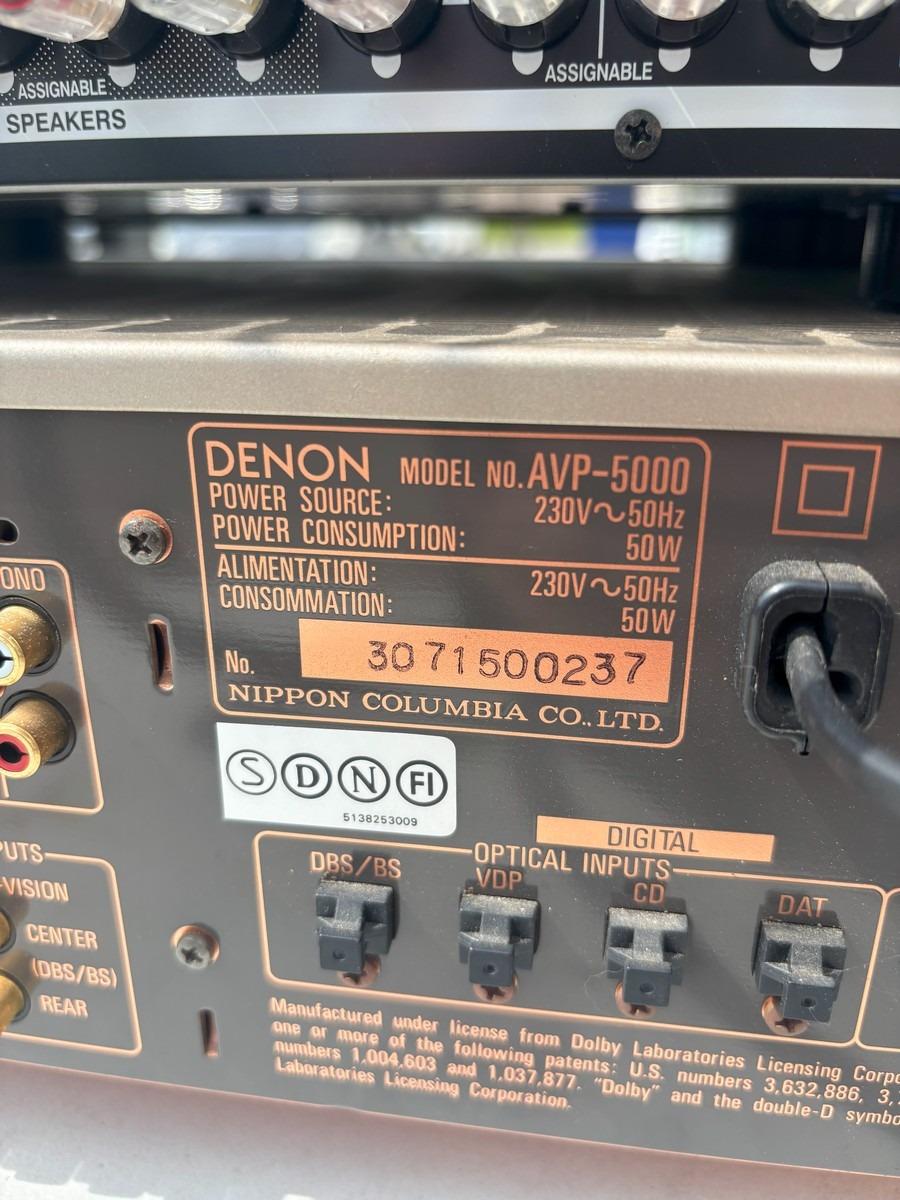 ASSIGNABLE
ASSIGNABLE
SPEAKERS
DENON MODEL NO. AVP-5000
POWER SOURCE: 230V～50Hz
POWER CONSUMPTION: 50W
ALIMENTATION: 230V～50Hz
CONSOMMATION: 50W
No. 3071500237
NIPPON COLUMBIA CO., LTD.
S D N FI
5138253009
DIGITAL
OPTICAL INPUTS
DBS/BS VDP CD DAT
CENTER
(DBS/BS)
REAR
Manufactured under license from Dolby Laboratories Licensing
one or more of the following patents: U.S. numbers 3,632,886,
numbers 1,004,603 and 1,037,877. "Dolby" and the double-D
Laboratories Licensing Corporation.